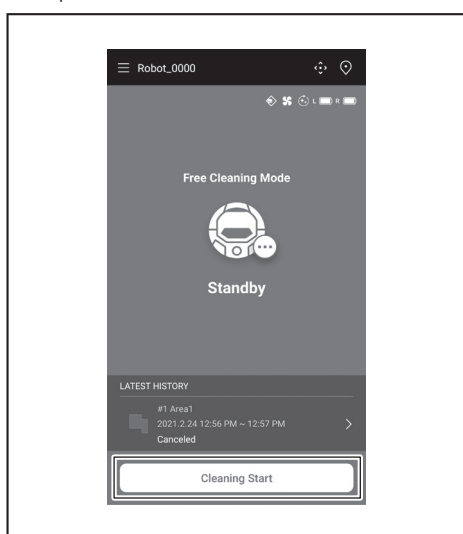 Robot_0000
L R
Free Cleaning Mode
Standby
LATEST HISTORY
#1 Area1
2021.2.24 12:56 PM ~ 12:57 PM
Canceled
Cleaning Start